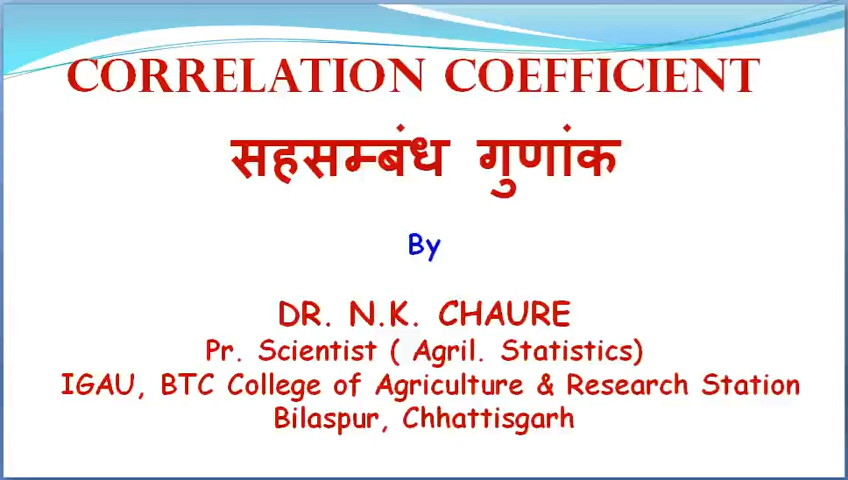 CORRELATION COEFFICIENT
सहसम्बंध गुणांक
By
DR. N.K. CHAURE
Pr. Scientist ( Agril. Statistics)
IGAU, BTC College of Agriculture & Research Station
Bilaspur, Chhattisgarh